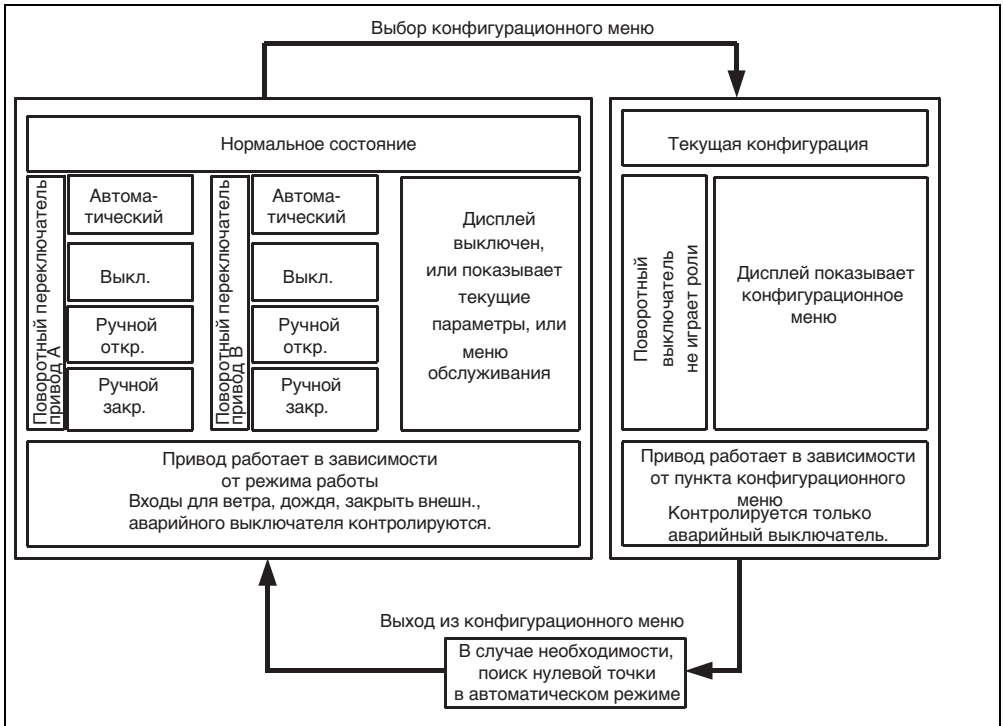 Выбор конфигурационного меню
Нормальное состояние
Поворотный переключатель
привод A
Автома-
тический
Выкл.
Ручной
откр.
Ручной
закр.
Поворотный переключатель
привод B
Автома-
тический
Выкл.
Ручной
откр.
Ручной
закр.
Дисплей
выключен,
или показывает
текущие
параметры, или
меню
обслуживания
Привод работает в зависимости
от режима работы
Входы для ветра, дождя, закрыть внешн.,
аварийного выключателя контролируются.
Текущая конфигурация
Поворотный
выключатель
не играет роли
Дисплей показывает
конфигурационное
меню
Привод работает в зависимости
от пункта конфигурационного
меню
Контролируется только
аварийный выключатель.
Выход из конфигурационного меню
В случае необходимости,
поиск нулевой точки
в автоматическом режиме